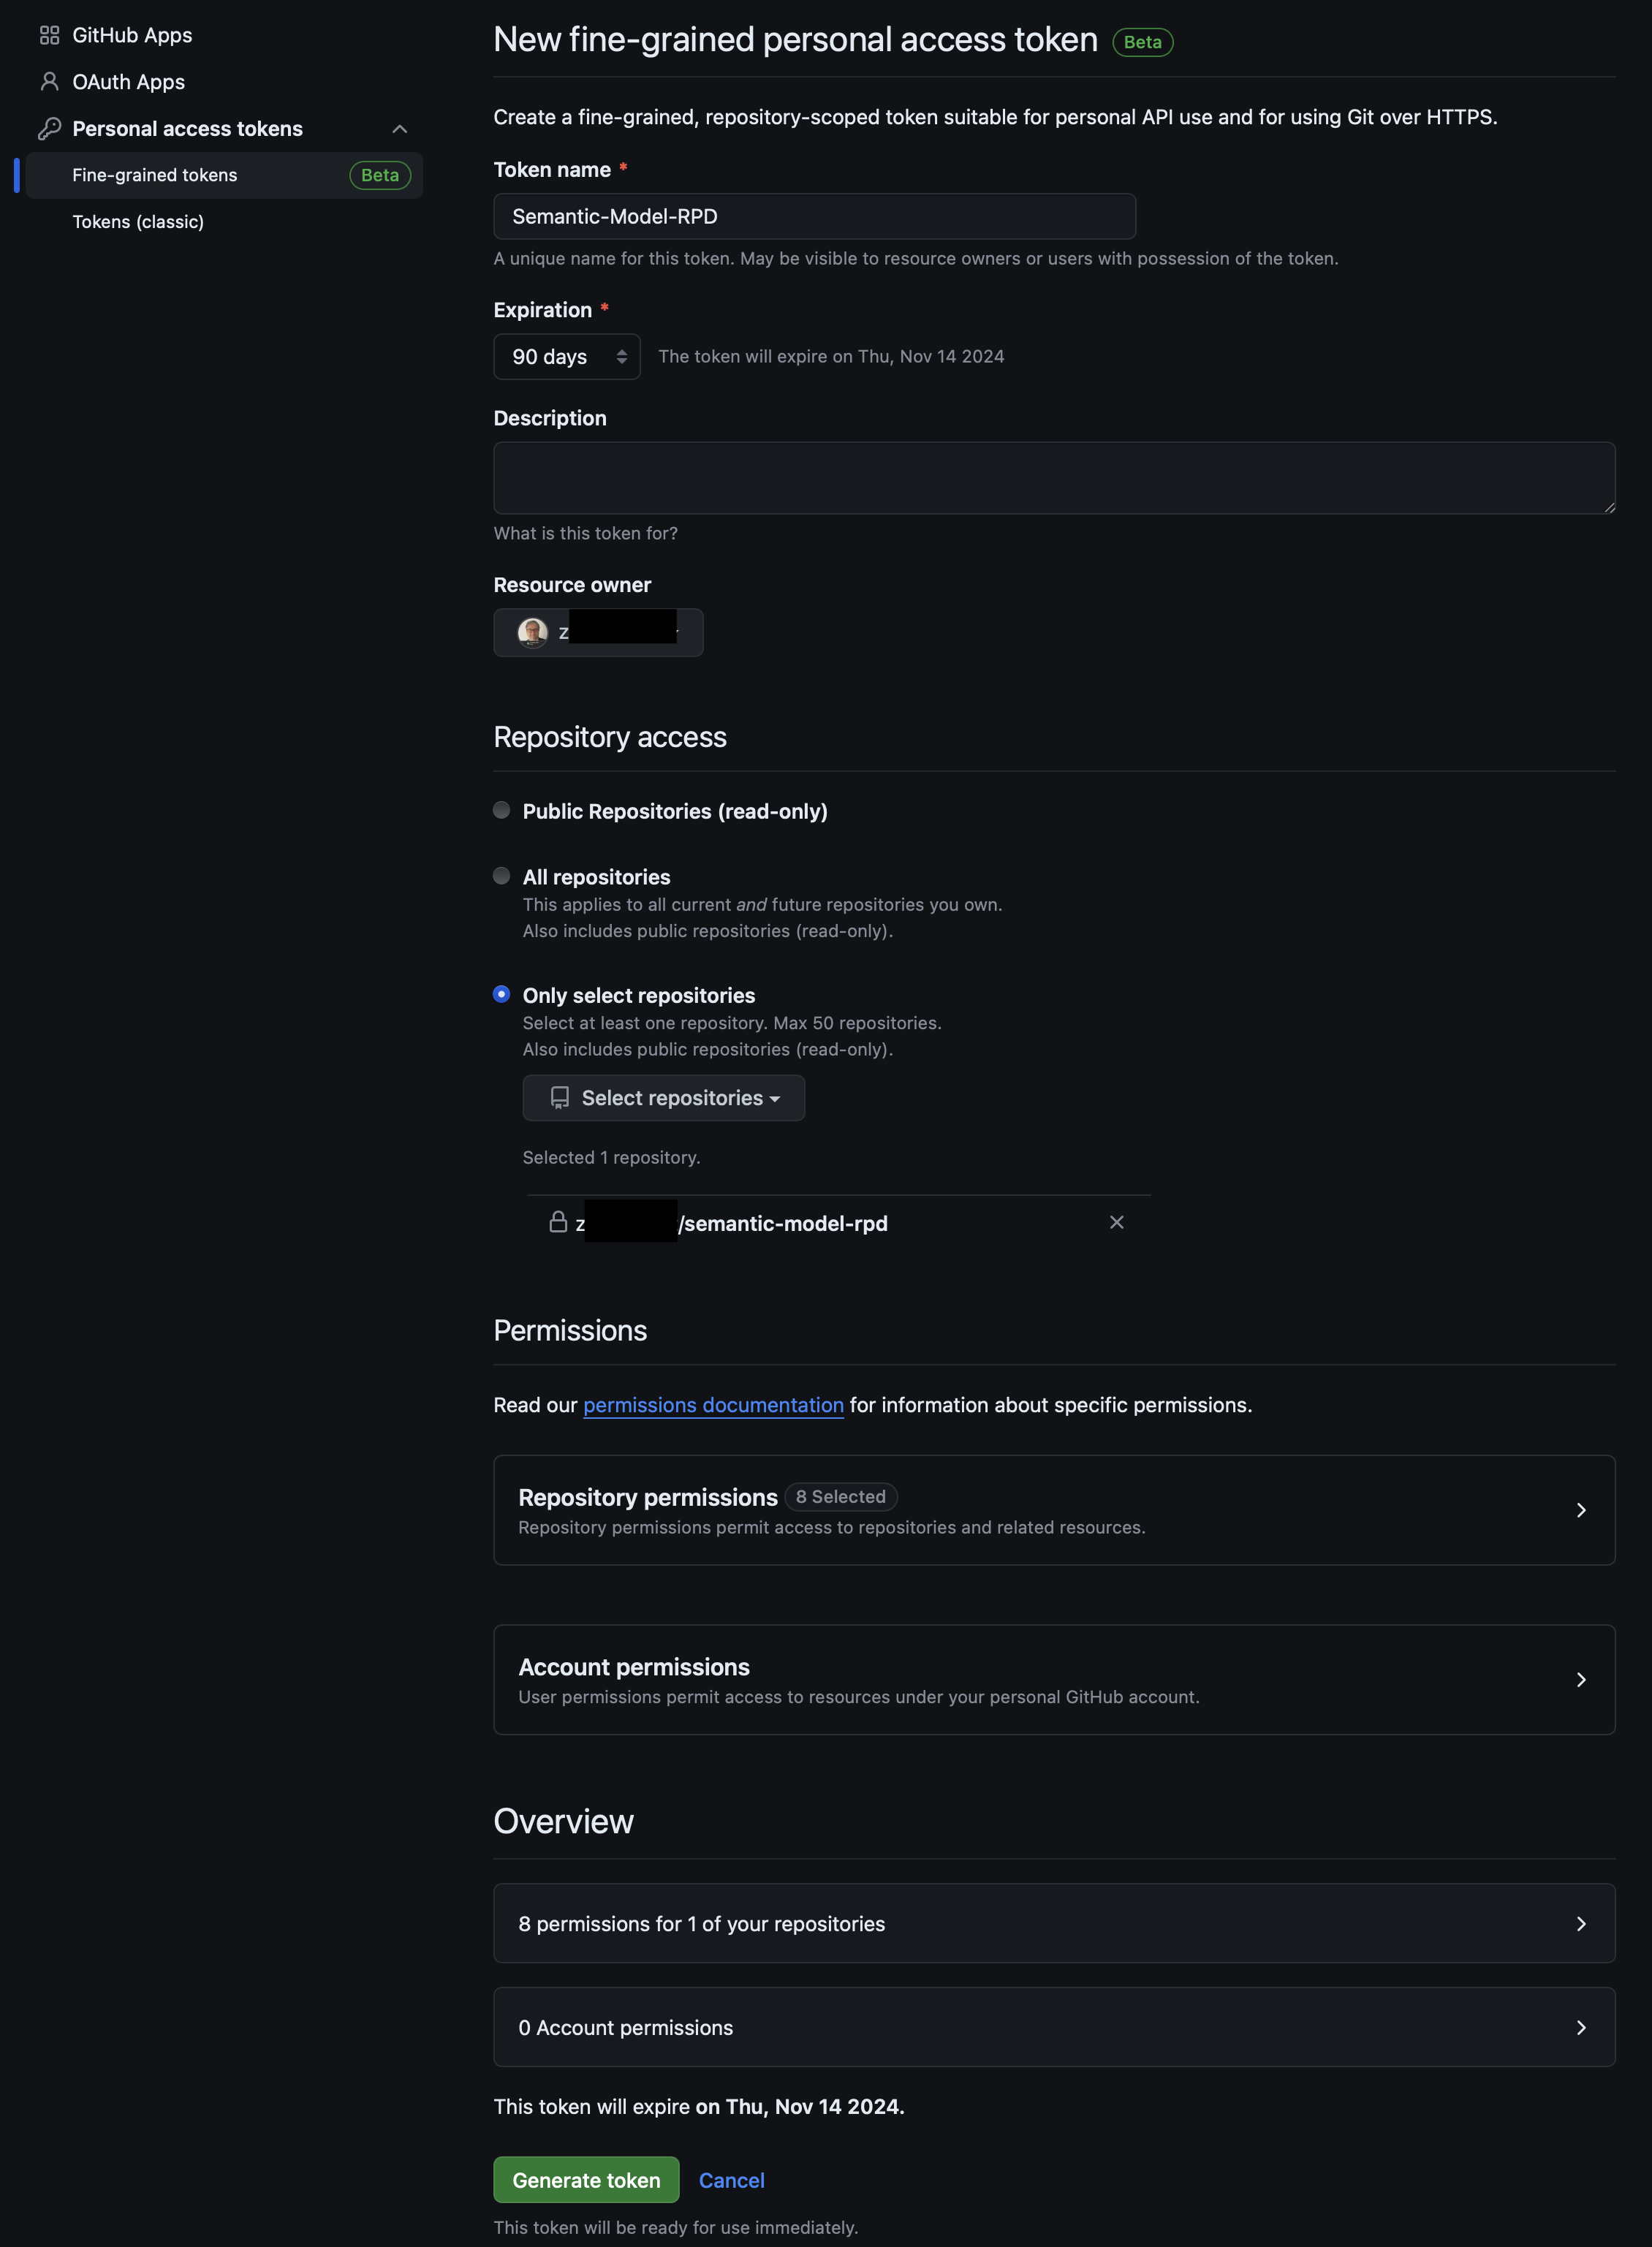 GitHub Apps
OAuth Apps
Personal access tokens
Fine-grained tokens Beta
Tokens (classic)
New fine-grained personal access token Beta
Create a fine-grained, repository-scoped token suitable for personal API use and for using Git over HTTPS.
Token name *
Semantic-Model-RPD
A unique name for this token. May be visible to resource owners or users with possession of the token.
Expiration *
90 days The token will expire on Thu, Nov 14 2024
Description
What is this token for?
Resource owner
z
Repository access
Public Repositories (read-only)
All repositories
This applies to all current and future repositories you own.
Also includes public repositories (read-only).
Only select repositories
Select at least one repository. Max 50 repositories.
Also includes public repositories (read-only).
Select repositories
Selected 1 repository.
z /semantic-model-rpd
Permissions
Read our permissions documentation for information about specific permissions.
Repository permissions 8 Selected
Repository permissions permit access to repositories and related resources.
Account permissions
User permissions permit access to resources under your personal GitHub account.
Overview
8 permissions for 1 of your repositories
0 Account permissions
This token will expire on Thu, Nov 14 2024.
Generate token Cancel
This token will be ready for use immediately.